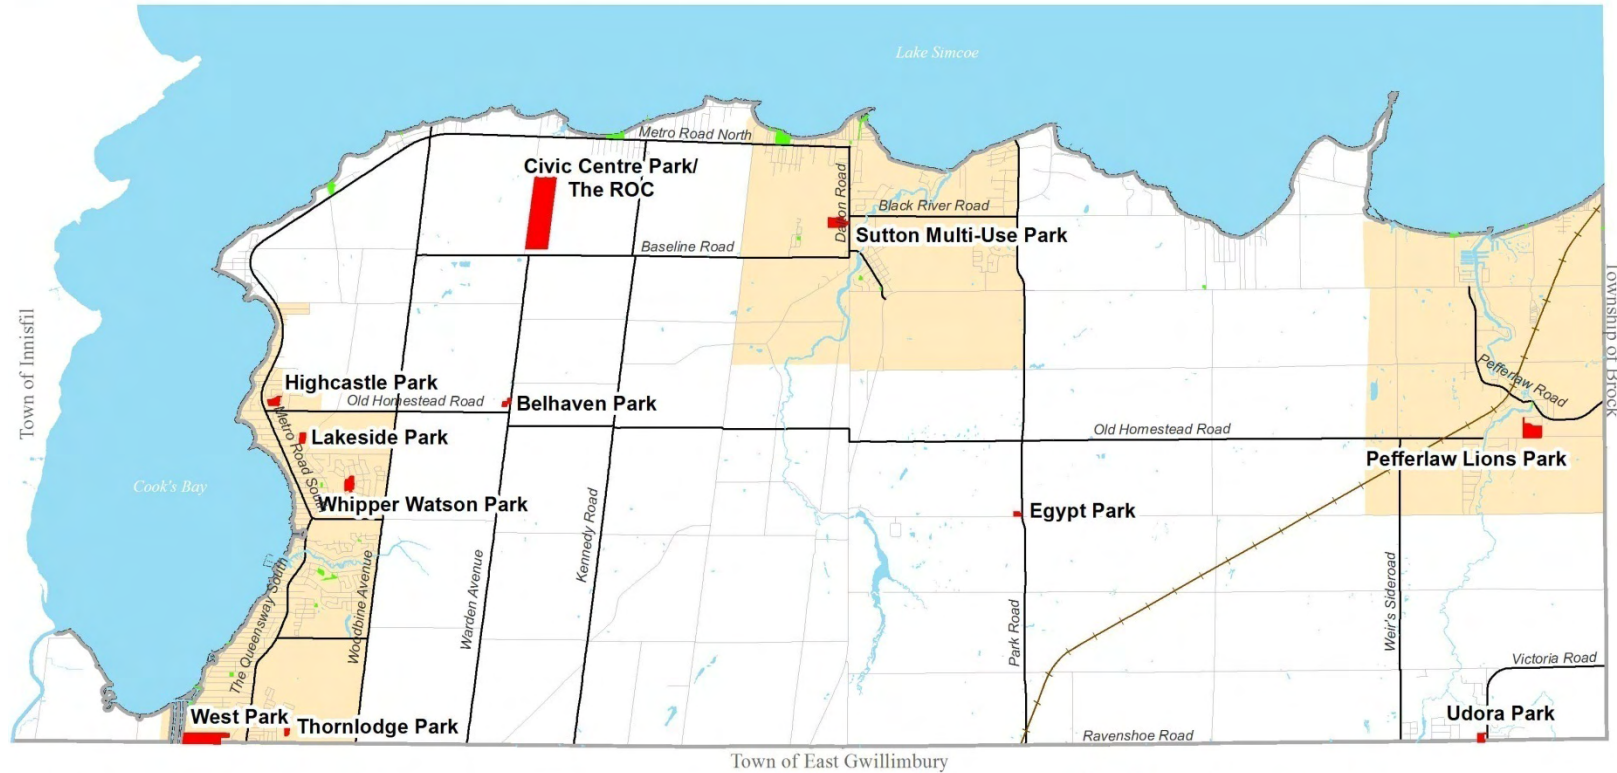 Lake Simcoe
Metro Road North
Civic Centre Park/
The ROC
Dalton Road
Black River Road
Sutton Multi-Use Park
Baseline Road
Town of Innisfil
Township of Brock
Highcastle Park
Old Homestead Road
Belhaven Park
Pefferlaw Road
Metro Road South
Lakeside Park
Old Homestead Road
Pefferlaw Lions Park
Cook's Bay
Whipper Watson Park
Egypt Park
Kennedy Road
The Queensway South
Woodbine Avenue
Warden Avenue
Park Road
Weir's Sideroad
Victoria Road
West Park
Thornlodge Park
Udora Park
Ravenshoe Road
Town of East Gwillimbury